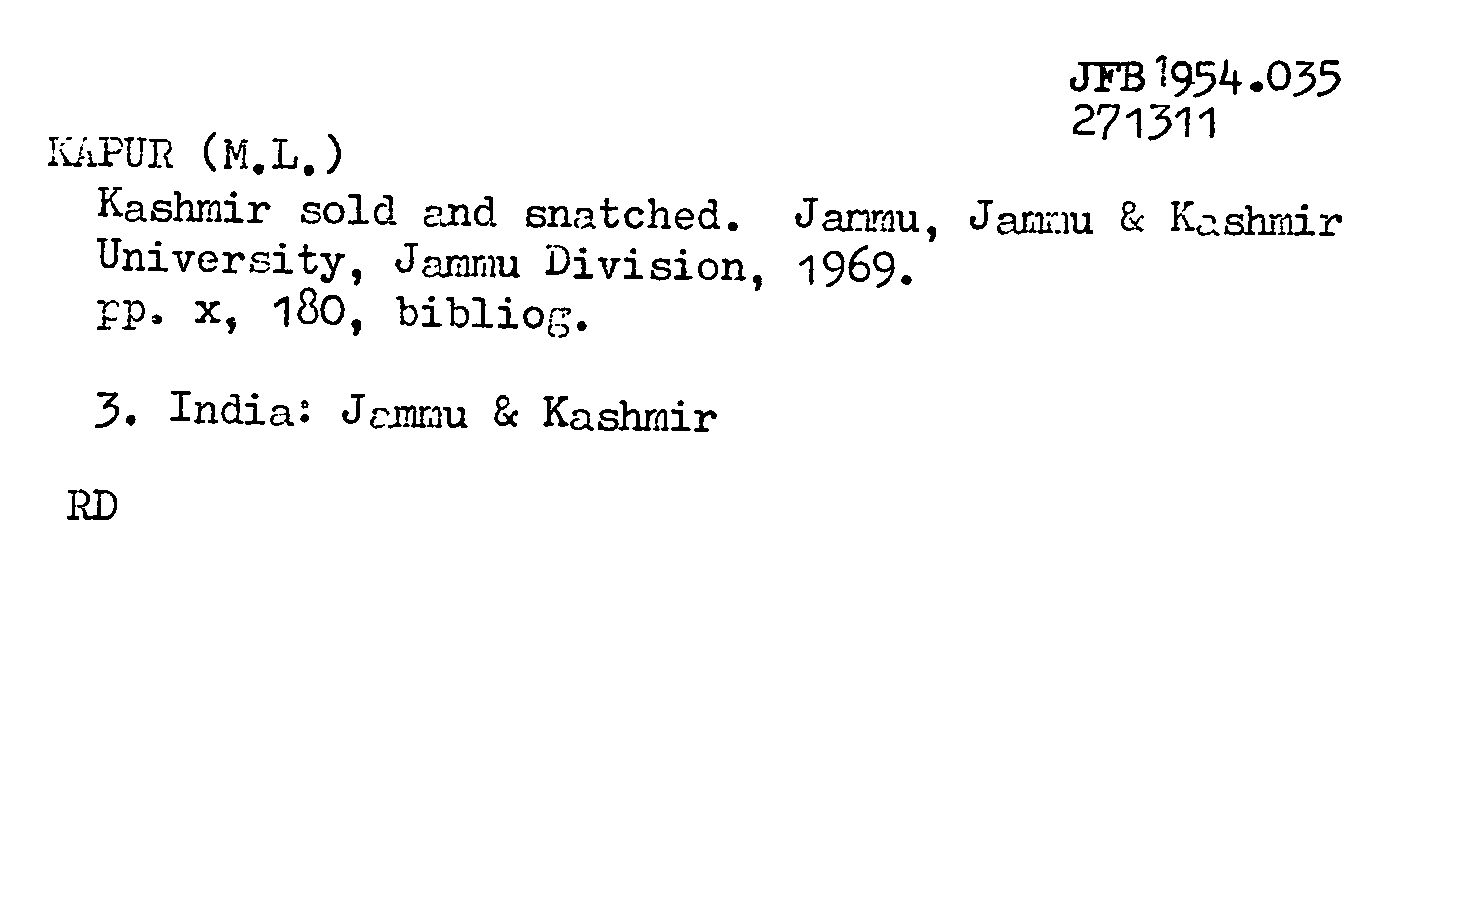 JFB 1954.035
271311
KAPUR (M.L.)
Kashmir sold and snatched. Jammu, Jammu & Kashmir
University, Jammu Division, 1969.
pp. x, 180, bibliog.
3. India: Jammu & Kashmir
RD